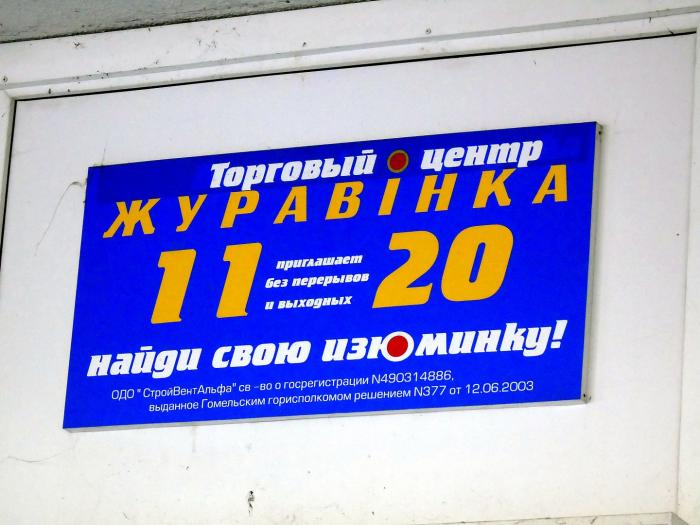 Торговый центр
ЖУРАВІНКА
11 приглашает 20
без перерывов
и выходных
найди свою изюминку!
ОДО " СтройВентАльфа" св -во о госрегистрации N490314886,
выданное Гомельским горисполкомом решением N377 от 12.06.2003